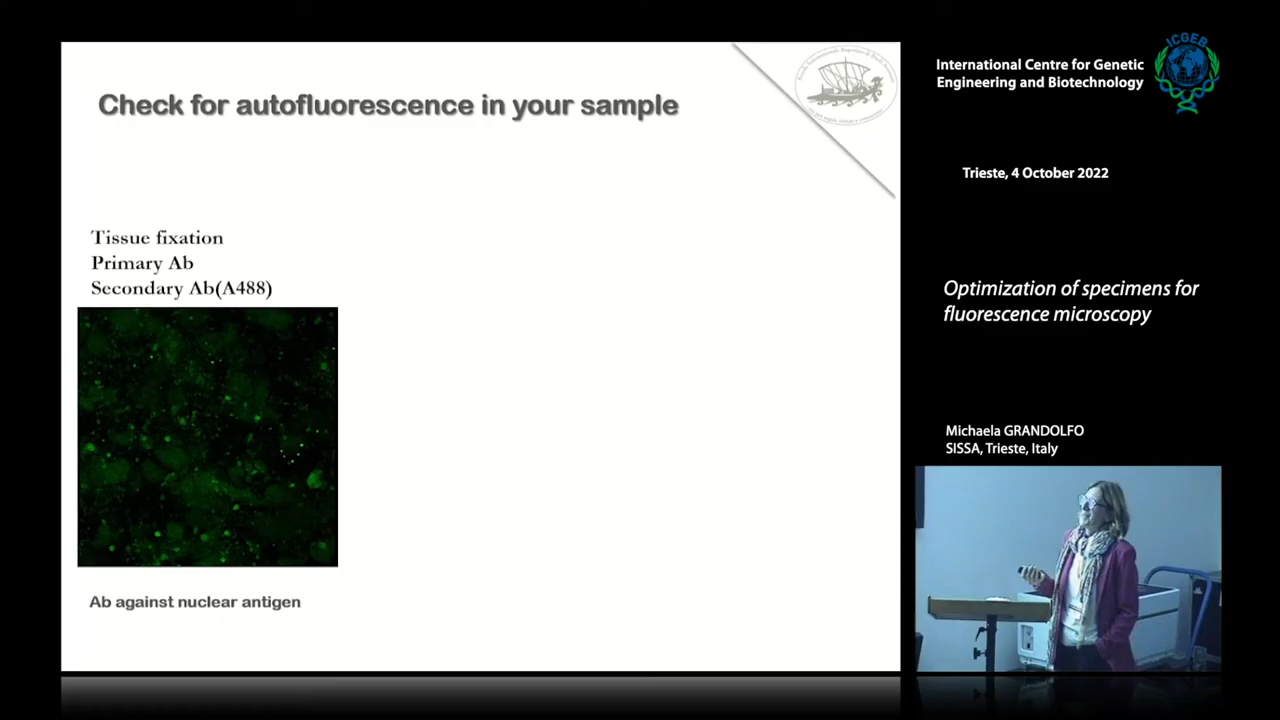 Check for autofluorescence in your sample
Tissue fixation
Primary Ab
Secondary Ab(A488)
Ab against nuclear antigen
International Centre for Genetic
Engineering and Biotechnology
ICGEB
Trieste, 4 October 2022
Optimization of specimens for
fluorescence microscopy
Michaela GRANDOLFO
SISSA, Trieste, Italy